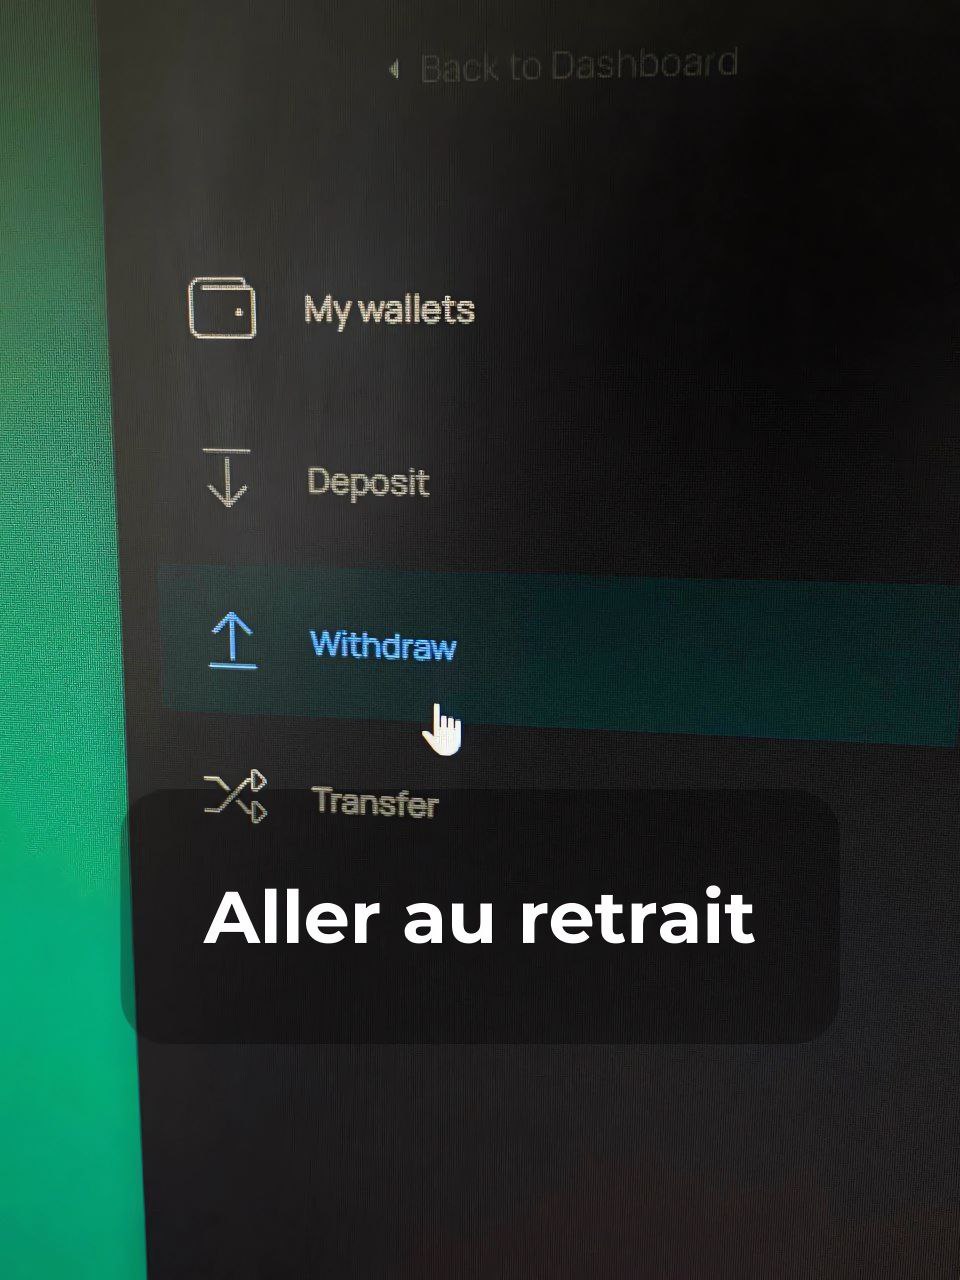 Back to Dashboard
My wallets
Deposit
Withdraw
Transfer
Aller au retrait